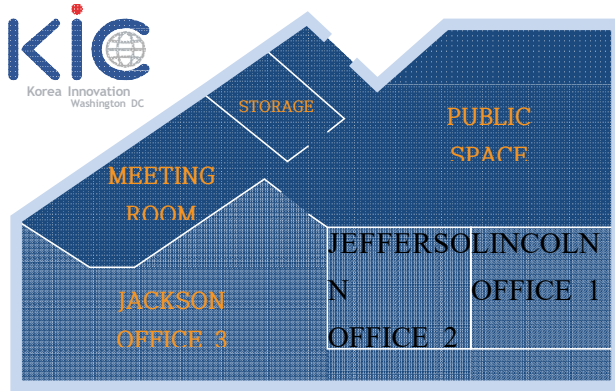 KiC
Korea Innovation
Washington DC
STORAGE
PUBLIC
SPACE
MEETING
ROOM
JEFFERSO
N
OFFICE 2
LINCOLN
OFFICE 1
JACKSON
OFFICE 3